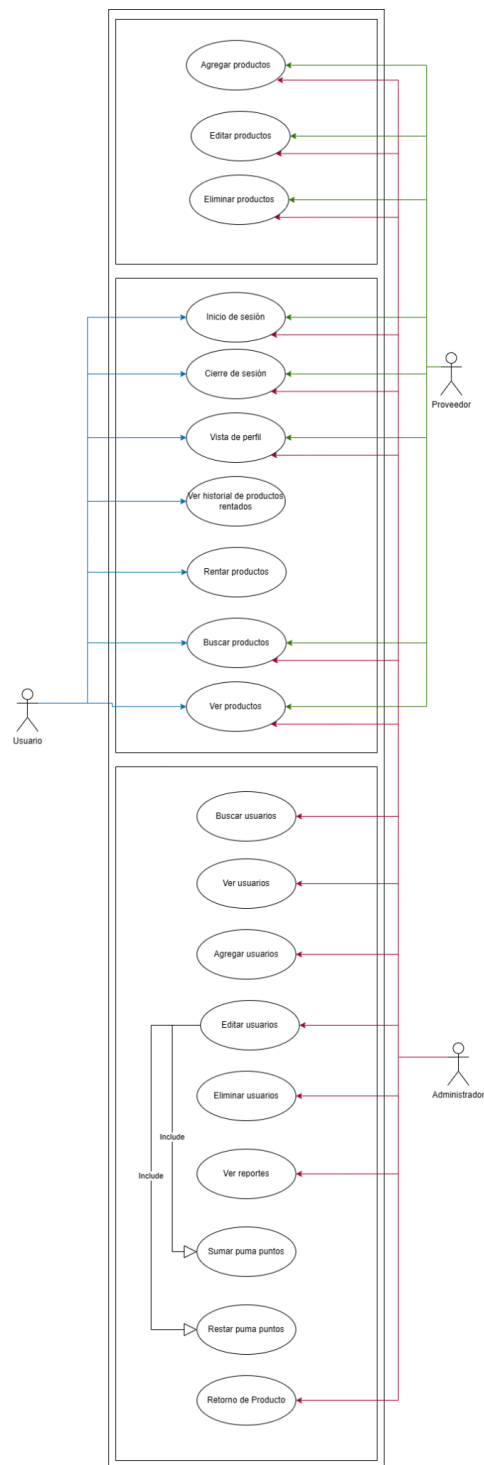 Agregar productos
Editar productos
Eliminar productos
Inicio de sesión
Cierre de sesión
Proveedor
Vista de perfil
Ver historial de productos
rentados
Rentar productos
Buscar productos
Ver productos
Usuario
Buscar usuarios
Ver usuarios
Agregar usuarios
Editar usuarios
Administrador
Eliminar usuarios
Include
Include
Ver reportes
Sumar puma puntos
Restar puma puntos
Retorno de Producto